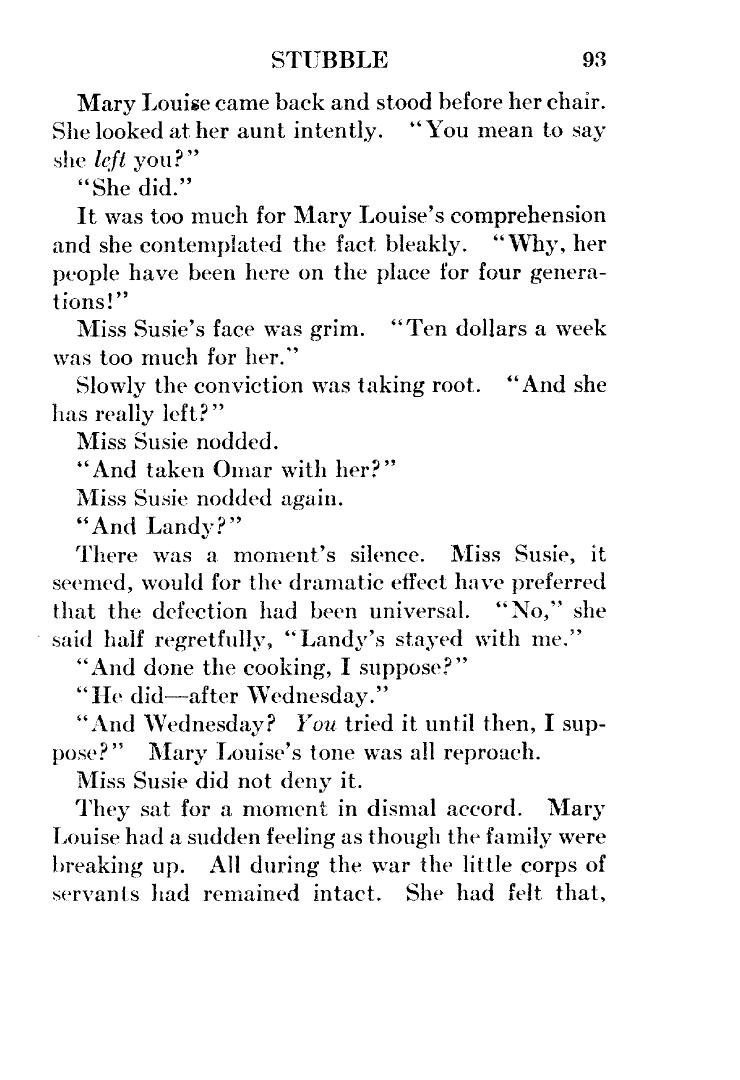 STUBBLE 93
Mary Louise came back and stood before her chair.
She looked at her aunt intently. “You mean to say
she left you?”
“She did.”
It was too much for Mary Louise’s comprehension
and she contemplated the fact bleakly. “Why, her
people have been here on the place for four genera-
tions!”
Miss Susie’s face was grim. “Ten dollars a week
was too much for her.”
Slowly the conviction was taking root. “And she
has really left?”
Miss Susie nodded.
“And taken Omar with her?”
Miss Susie nodded again.
“And Landy?”
There was a moment’s silence. Miss Susie, it
seemed, would for the dramatic effect have preferred
that the defection had been universal. “No,” she
said half regretfully, “Landy’s stayed with me.”
“And done the cooking, I suppose?”
“He did—after Wednesday.”
“And Wednesday? You tried it until then, I sup-
pose?” Mary Louise’s tone was all reproach.
Miss Susie did not deny it.
They sat for a moment in dismal accord. Mary
Louise had a sudden feeling as though the family were
breaking up. All during the war the little corps of
servants had remained intact. She had felt that,